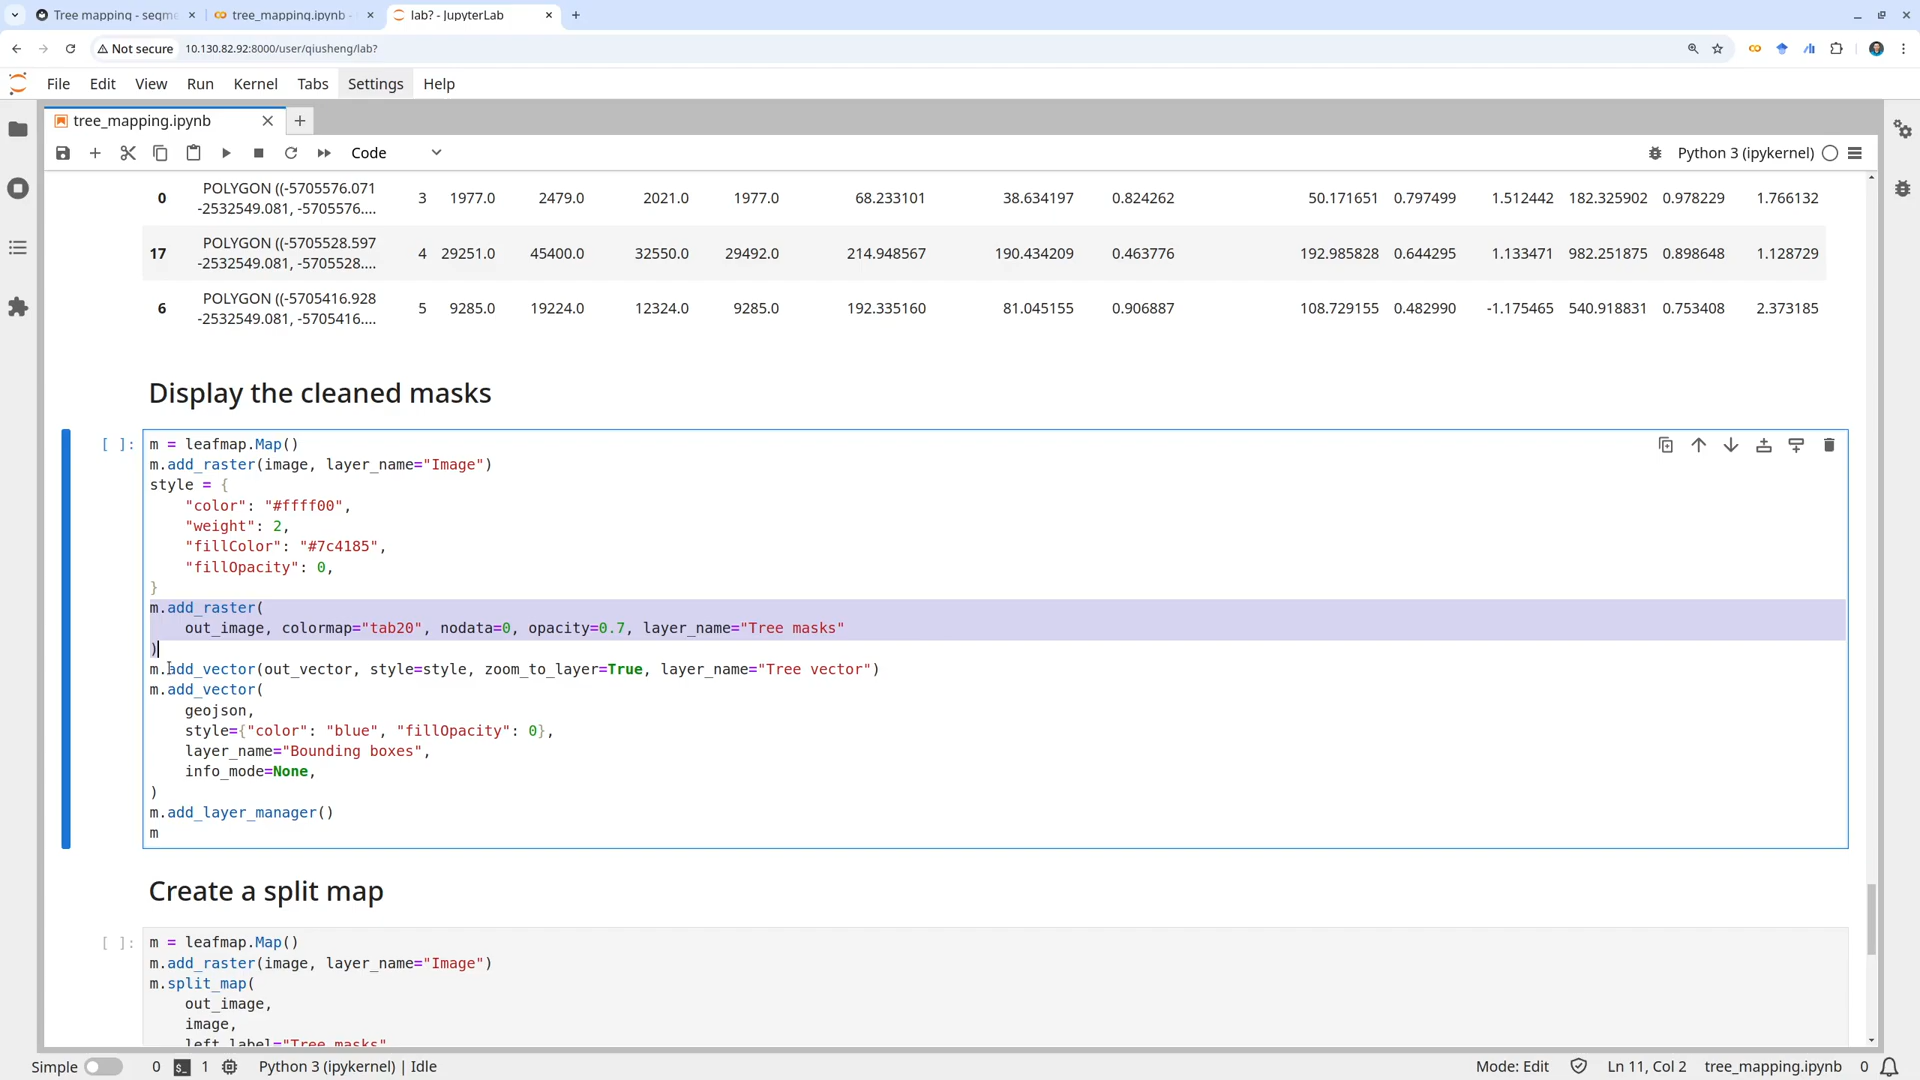 Tree mapping - seqme
tree_mapping.ipynb -
lab? - JupyterLab
Not secure
10.130.82.92:8000/user/qiusheng/lab?
File Edit View Run Kernel Tabs Settings Help
tree_mapping.ipynb
Code
Python 3 (ipykernel)
0 POLYGON ((-5705576.071 -2532549.081, -5705576.... 3 1977.0 2479.0 2021.0 1977.0 68.233101 38.634197 0.824262 50.171651 0.797499 1.512442 182.325902 0.978229 1.766132
17 POLYGON ((-5705528.597 -2532549.081, -5705528.... 4 29251.0 45400.0 32550.0 29492.0 214.948567 190.434209 0.463776 192.985828 0.644295 1.133471 982.251875 0.898648 1.128729
6 POLYGON ((-5705416.928 -2532549.081, -5705416.... 5 9285.0 19224.0 12324.0 9285.0 192.335160 81.045155 0.906887 108.729155 0.482990 -1.175465 540.918831 0.753408 2.373185
Display the cleaned masks
[ ]: m = leafmap.Map()
m.add_raster(image, layer_name="Image")
style = {
    "color": "#ffff00",
    "weight": 2,
    "fillColor": "#7c4185",
    "fillOpacity": 0,
}
m.add_raster(
    out_image, colormap="tab20", nodata=0, opacity=0.7, layer_name="Tree masks"
)
m.add_vector(out_vector, style=style, zoom_to_layer=True, layer_name="Tree vector")
m.add_vector(
    geojson,
    style={"color": "blue", "fillOpacity": 0},
    layer_name="Bounding boxes",
    info_mode=None,
)
m.add_layer_manager()
m
Create a split map
[ ]: m = leafmap.Map()
m.add_raster(image, layer_name="Image")
m.split_map(
    out_image,
    image,
    left_label="Tree masks"
Simple 0 1 Python 3 (ipykernel) | Idle
Mode: Edit Ln 11, Col 2 tree_mapping.ipynb 0